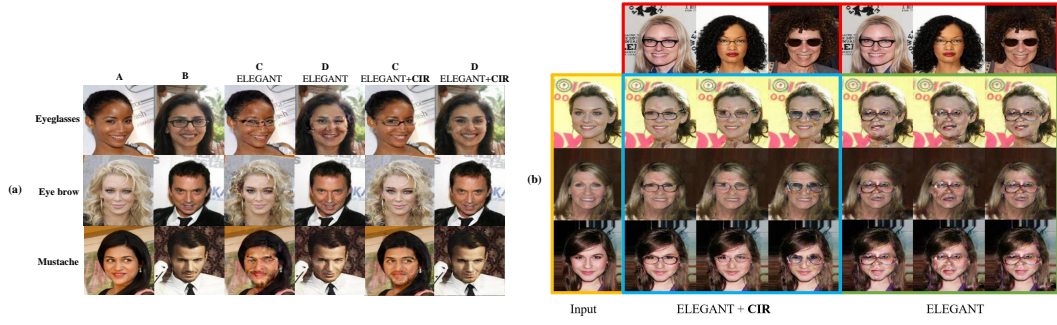 A B C D C D
ELEGANT ELEGANT ELEGANT+CIR ELEGANT+CIR
Eyeglasses
(a) Eye brow
Mustache
(b)
Input ELEGANT + CIR ELEGANT